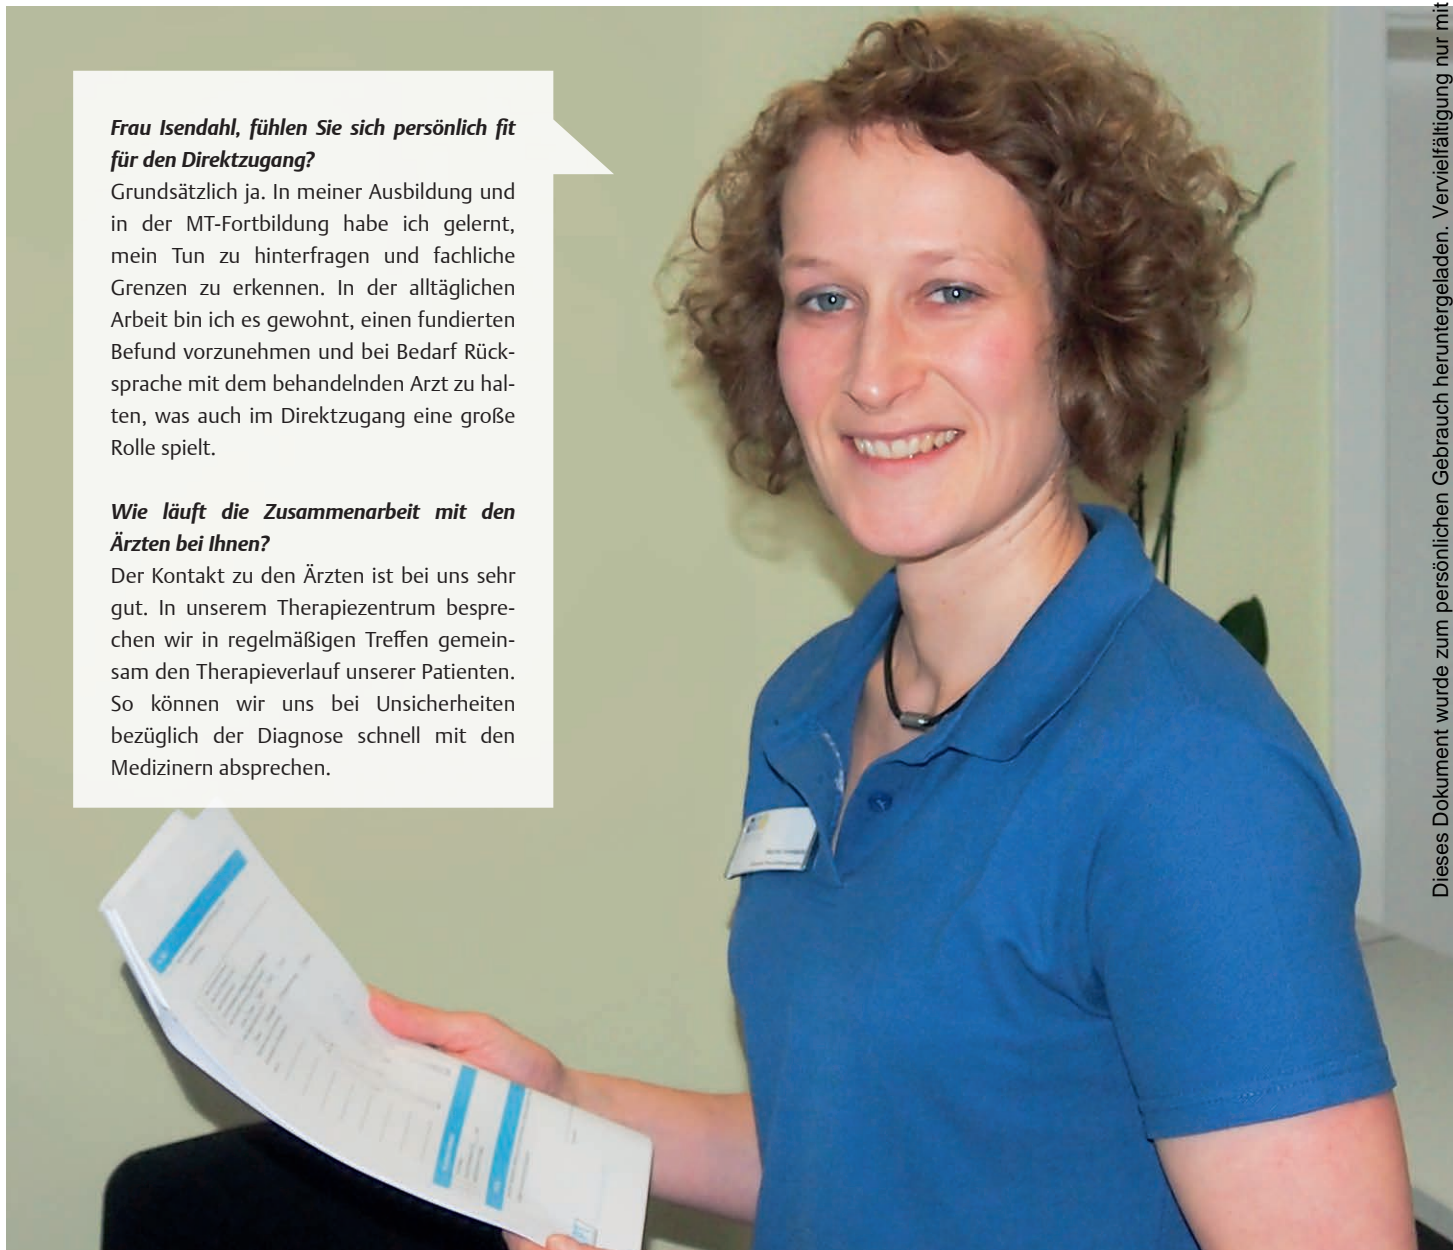 Frau Isendahl, fühlen Sie sich persönlich fit
für den Direktzugang?
Grundsätzlich ja. In meiner Ausbildung und
in der MT-Fortbildung habe ich gelernt,
mein Tun zu hinterfragen und fachliche
Grenzen zu erkennen. In der alltäglichen
Arbeit bin ich es gewohnt, einen fundierten
Befund vorzunehmen und bei Bedarf Rück-
sprache mit dem behandelnden Arzt zu hal-
ten, was auch im Direktzugang eine große
Rolle spielt.
Wie läuft die Zusammenarbeit mit den
Ärzten bei Ihnen?
Der Kontakt zu den Ärzten ist bei uns sehr
gut. In unserem Therapiezentrum bespre-
chen wir in regelmäßigen Treffen gemein-
sam den Therapieverlauf unserer Patienten.
So können wir uns bei Unsicherheiten
bezüglich der Diagnose schnell mit den
Medizinern absprechen.
Dieses Dokument wurde zum persönlichen Gebrauch heruntergeladen. Vervielfältigung nur mit